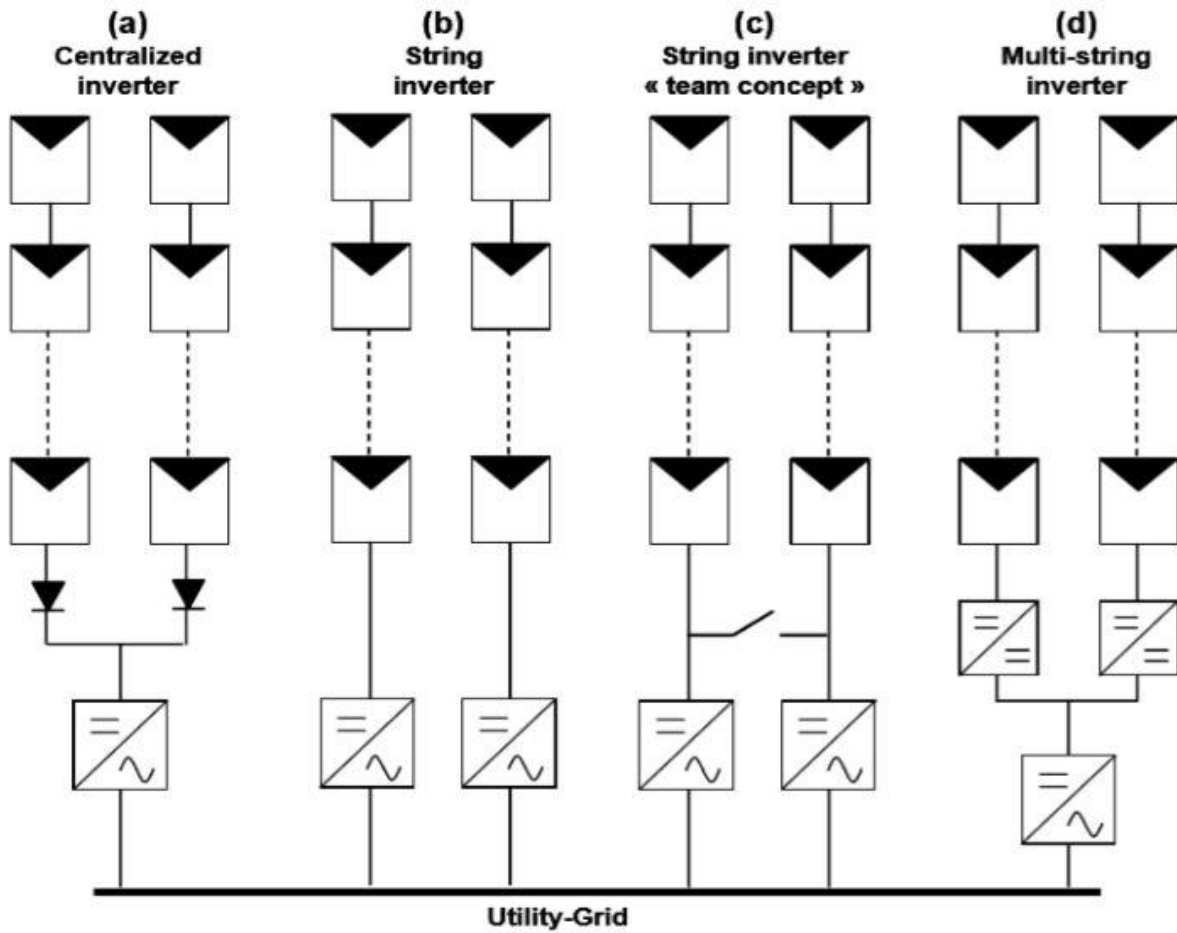 (a)
Centralized
inverter
(b)
String
inverter
(c)
String inverter
« team concept »
(d)
Multi-string
inverter
Utility-Grid